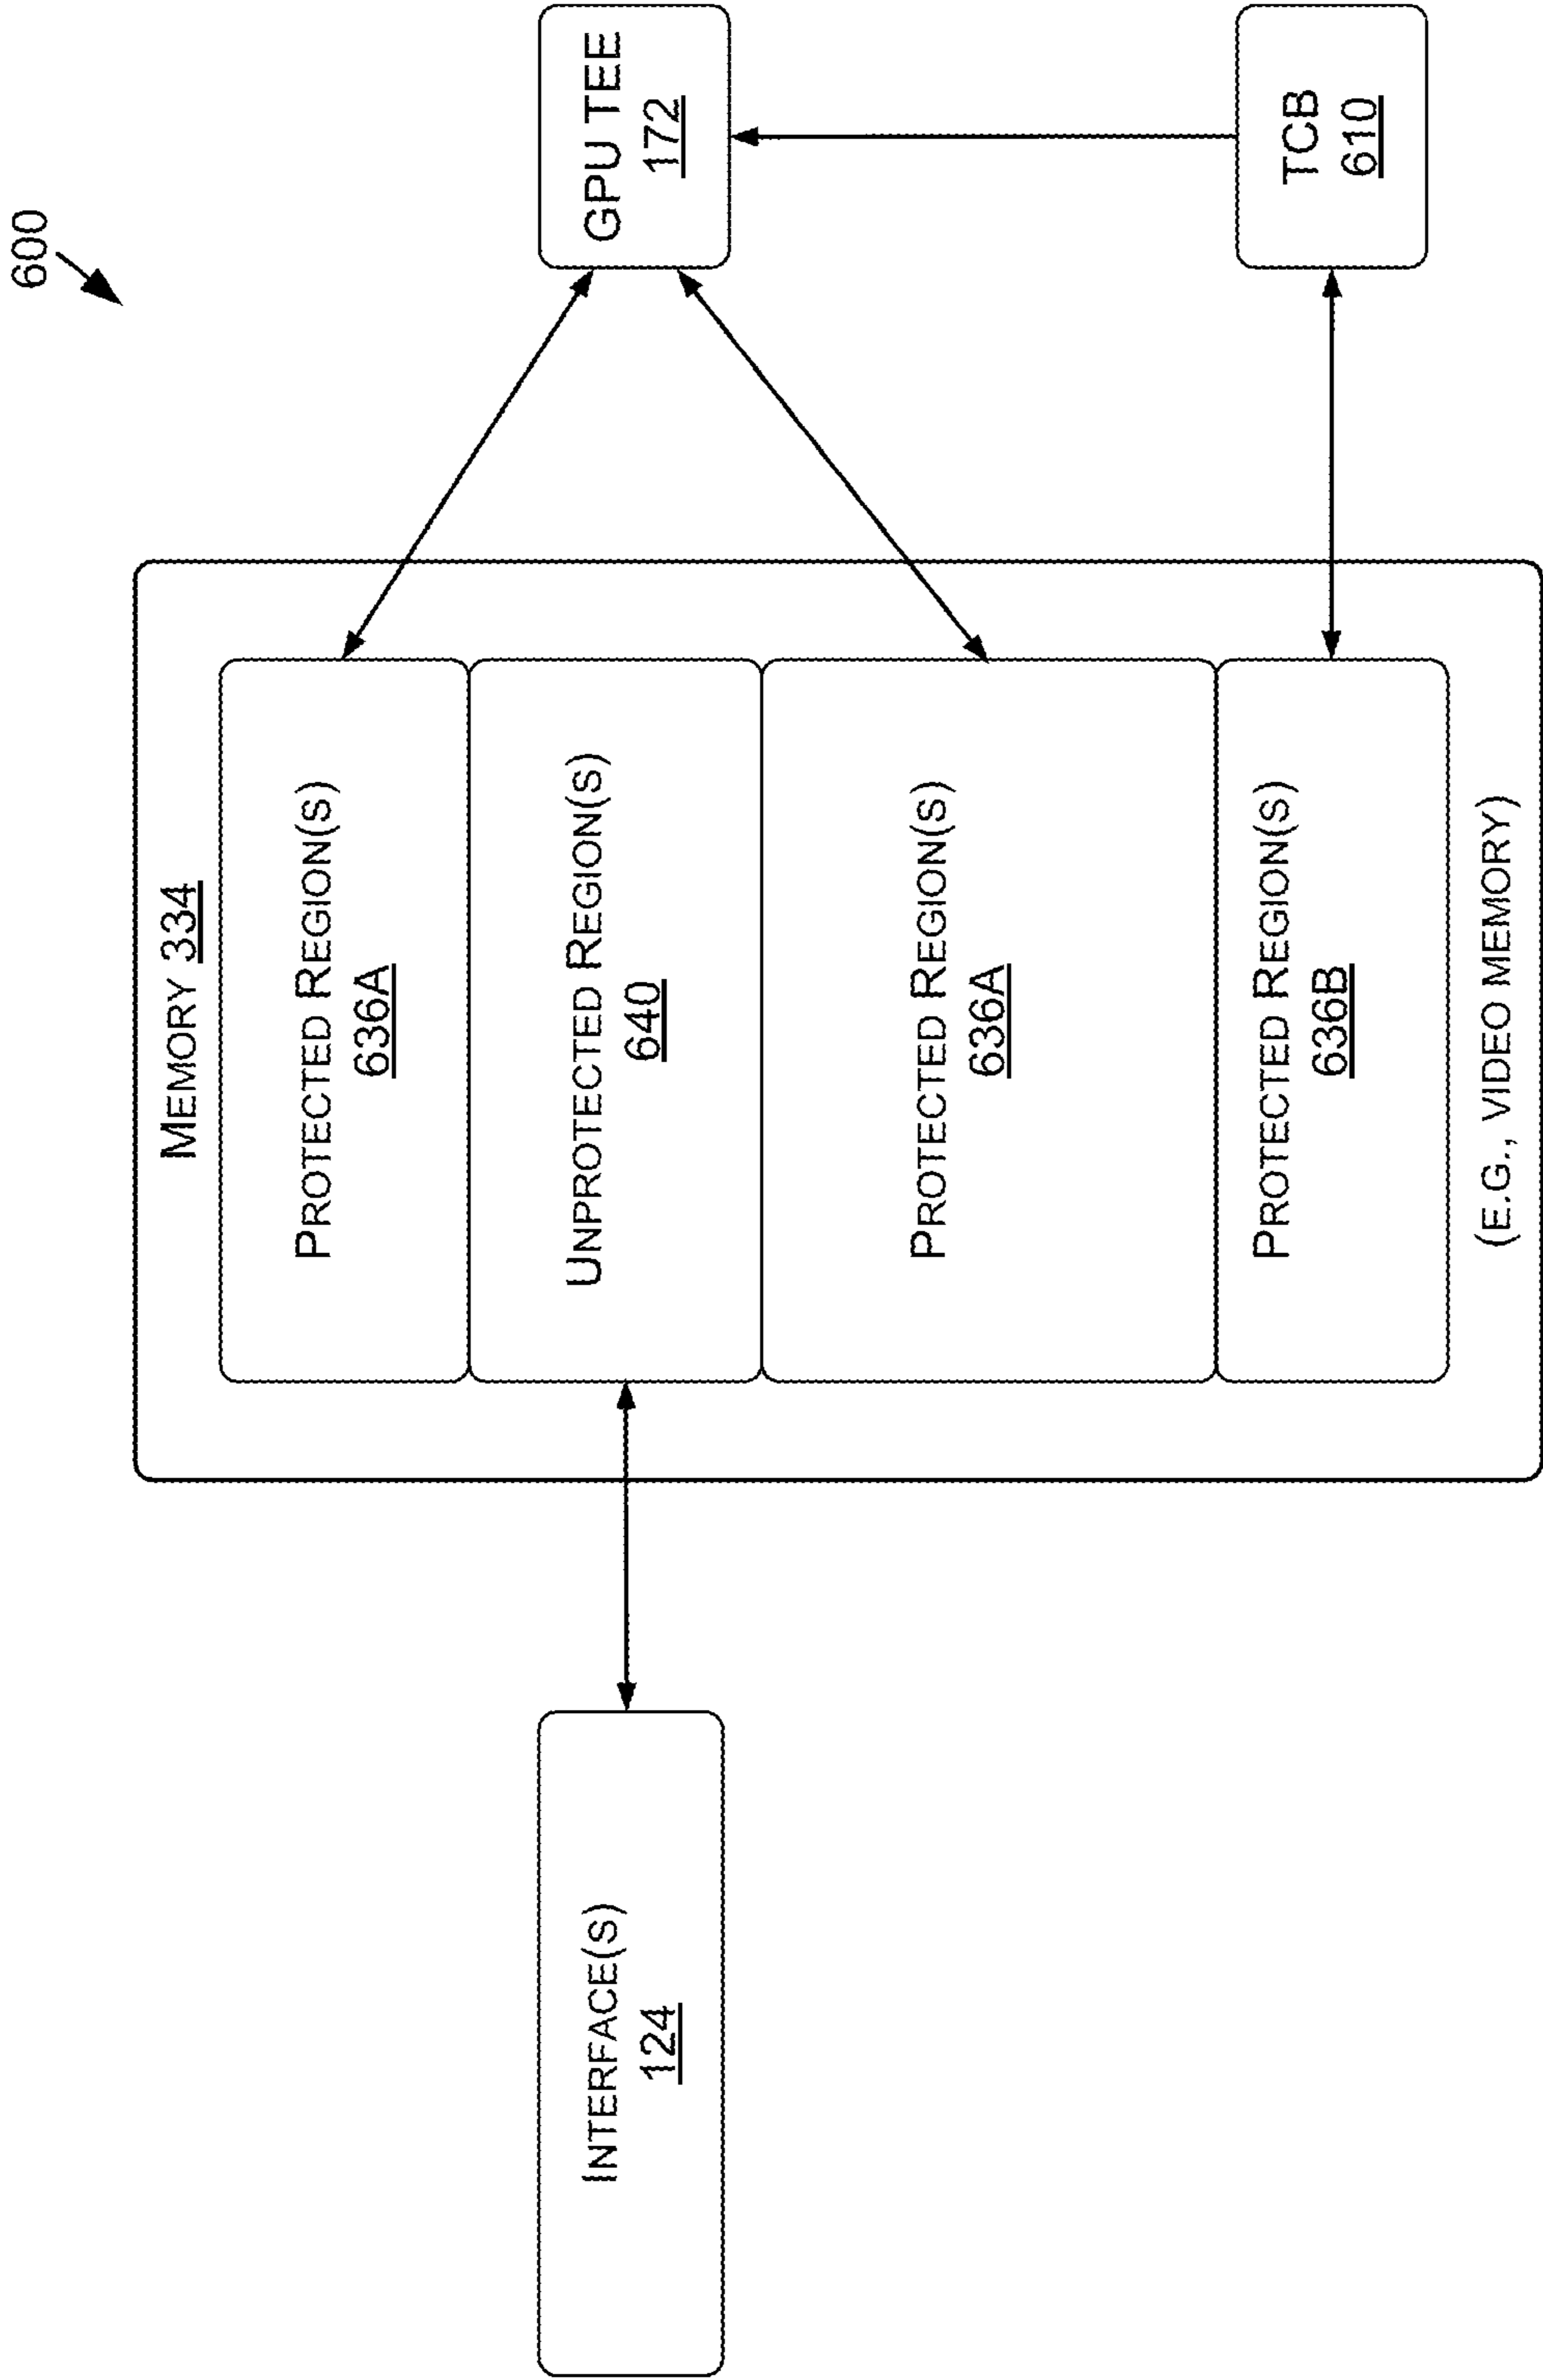 600
MEMORY 334
PROTECTED REGION(S)
636A
UNPROTECTED REGION(S)
640
PROTECTED REGION(S)
636A
PROTECTED REGION(S)
636B
(E.G., VIDEO MEMORY)
INTERFACE(S)
124
GPU TEE
172
TCB
610